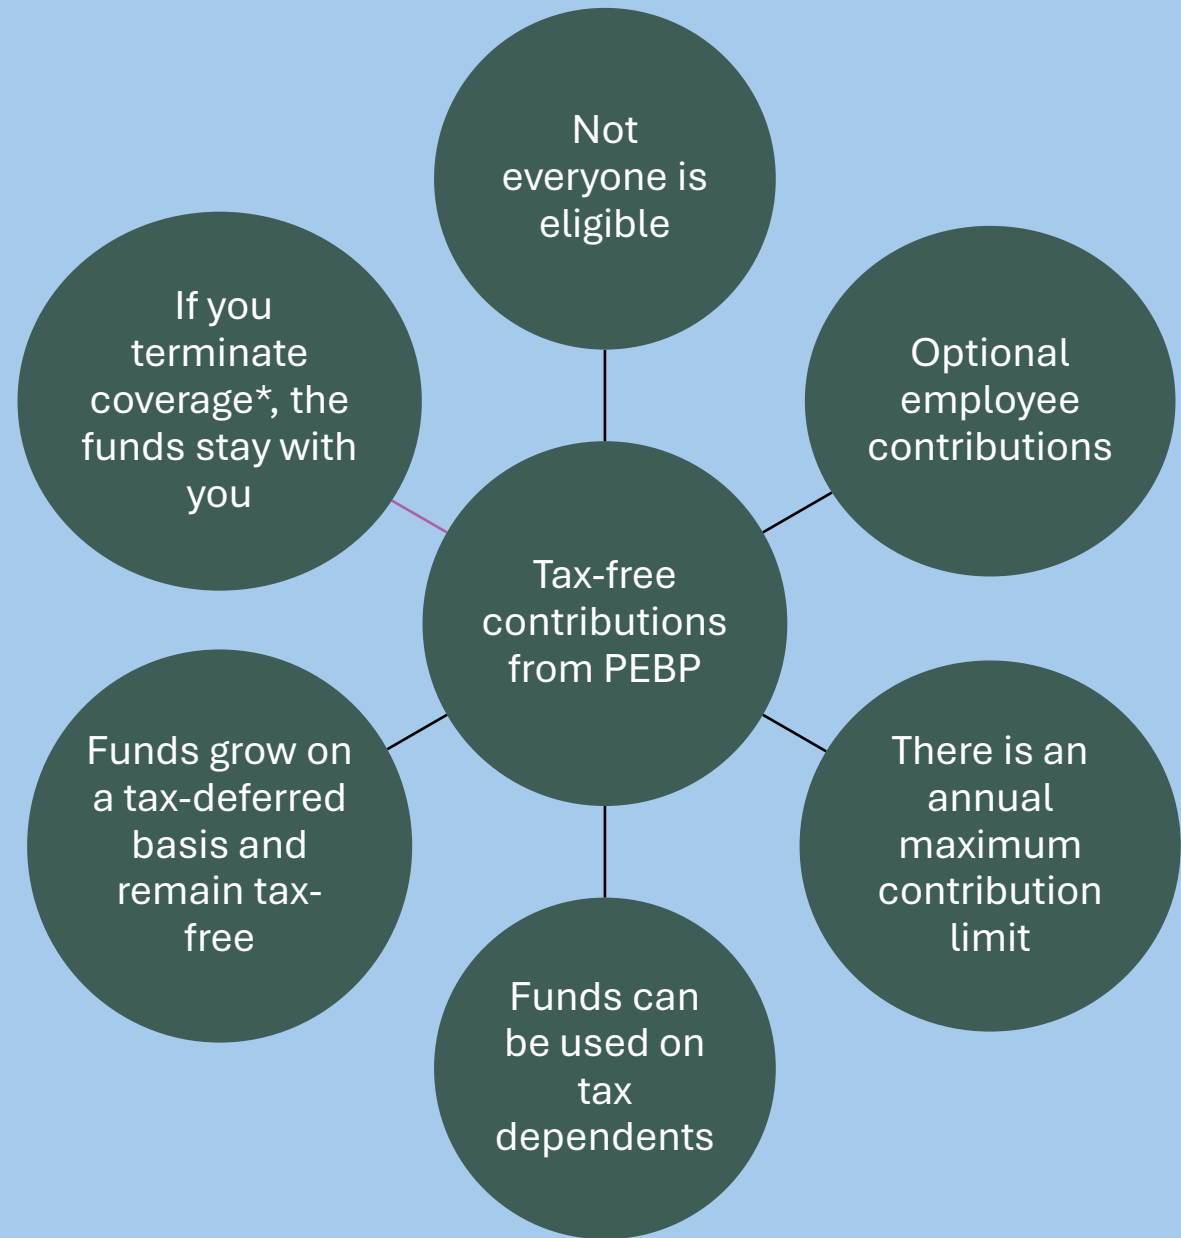 Not
everyone is
eligible
If you
terminate
coverage*, the
funds stay with
you
Optional
employee
contributions
Tax-free
contributions
from PEBP
Funds grow on
a tax-deferred
basis and
remain tax-
free
There is an
annual
maximum
contribution
limit
Funds can
be used on
tax
dependents